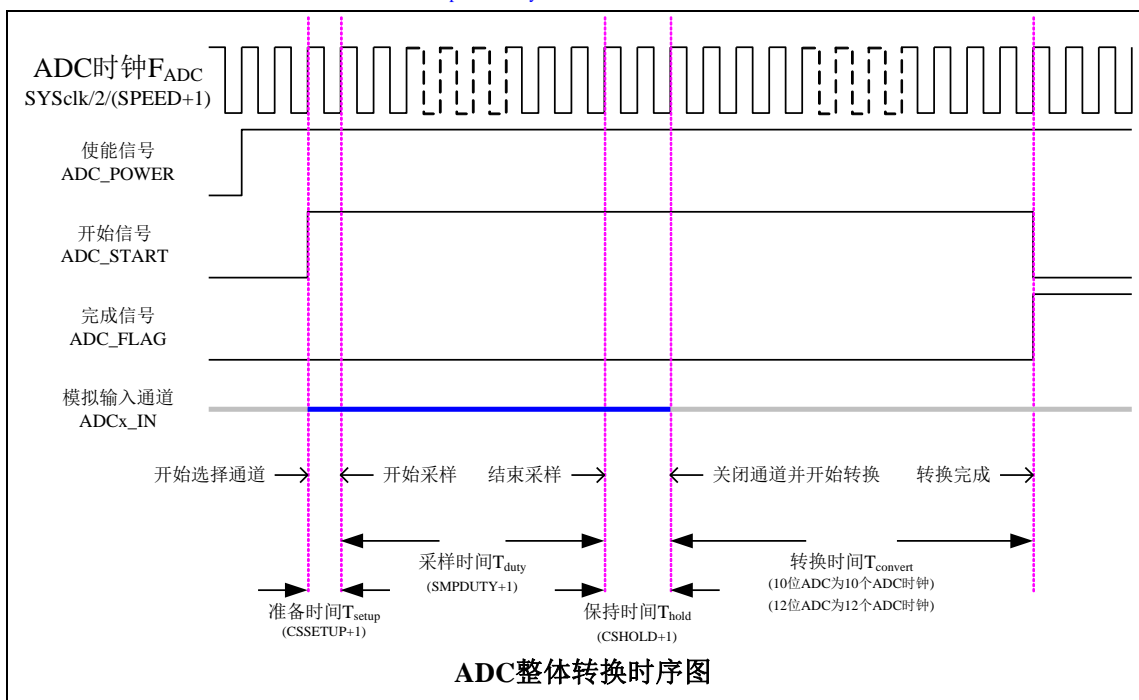 ADC时钟FADC
SYSclk/2/(SPEED+1)
使能信号
ADC_POWER
开始信号
ADC_START
完成信号
ADC_FLAG
模拟输入通道
ADCx_IN
开始选择通道
开始采样
结束采样
关闭通道并开始转换
转换完成
采样时间Tduty
(SMPDUTY+1)
转换时间Tconvert
(10位ADC为10个ADC时钟)
(12位ADC为12个ADC时钟)
准备时间Tsetup
(CSSETUP+1)
保持时间Thold
(CSHOLD+1)
ADC整体转换时序图